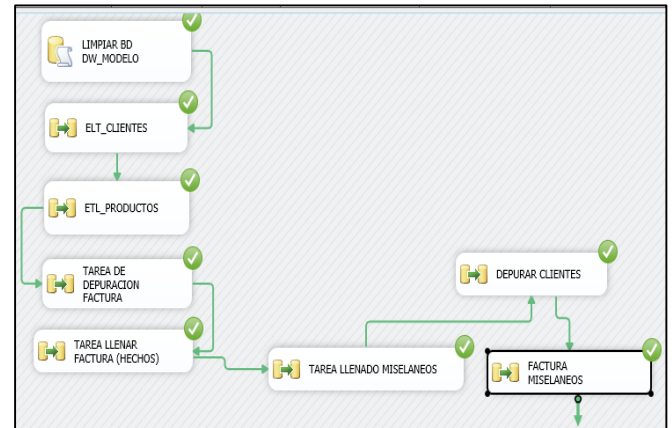 LIMPIAR BD
DW_MODELO
ELT_CLIENTES
ETL_PRODUCTOS
TAREA DE
DEPURACION
FACTURA
TAREA LLENAR
FACTURA (HECHOS)
TAREA LLENADO MISELANEOS
DEPURAR CLIENTES
FACTURA
MISELANEOS